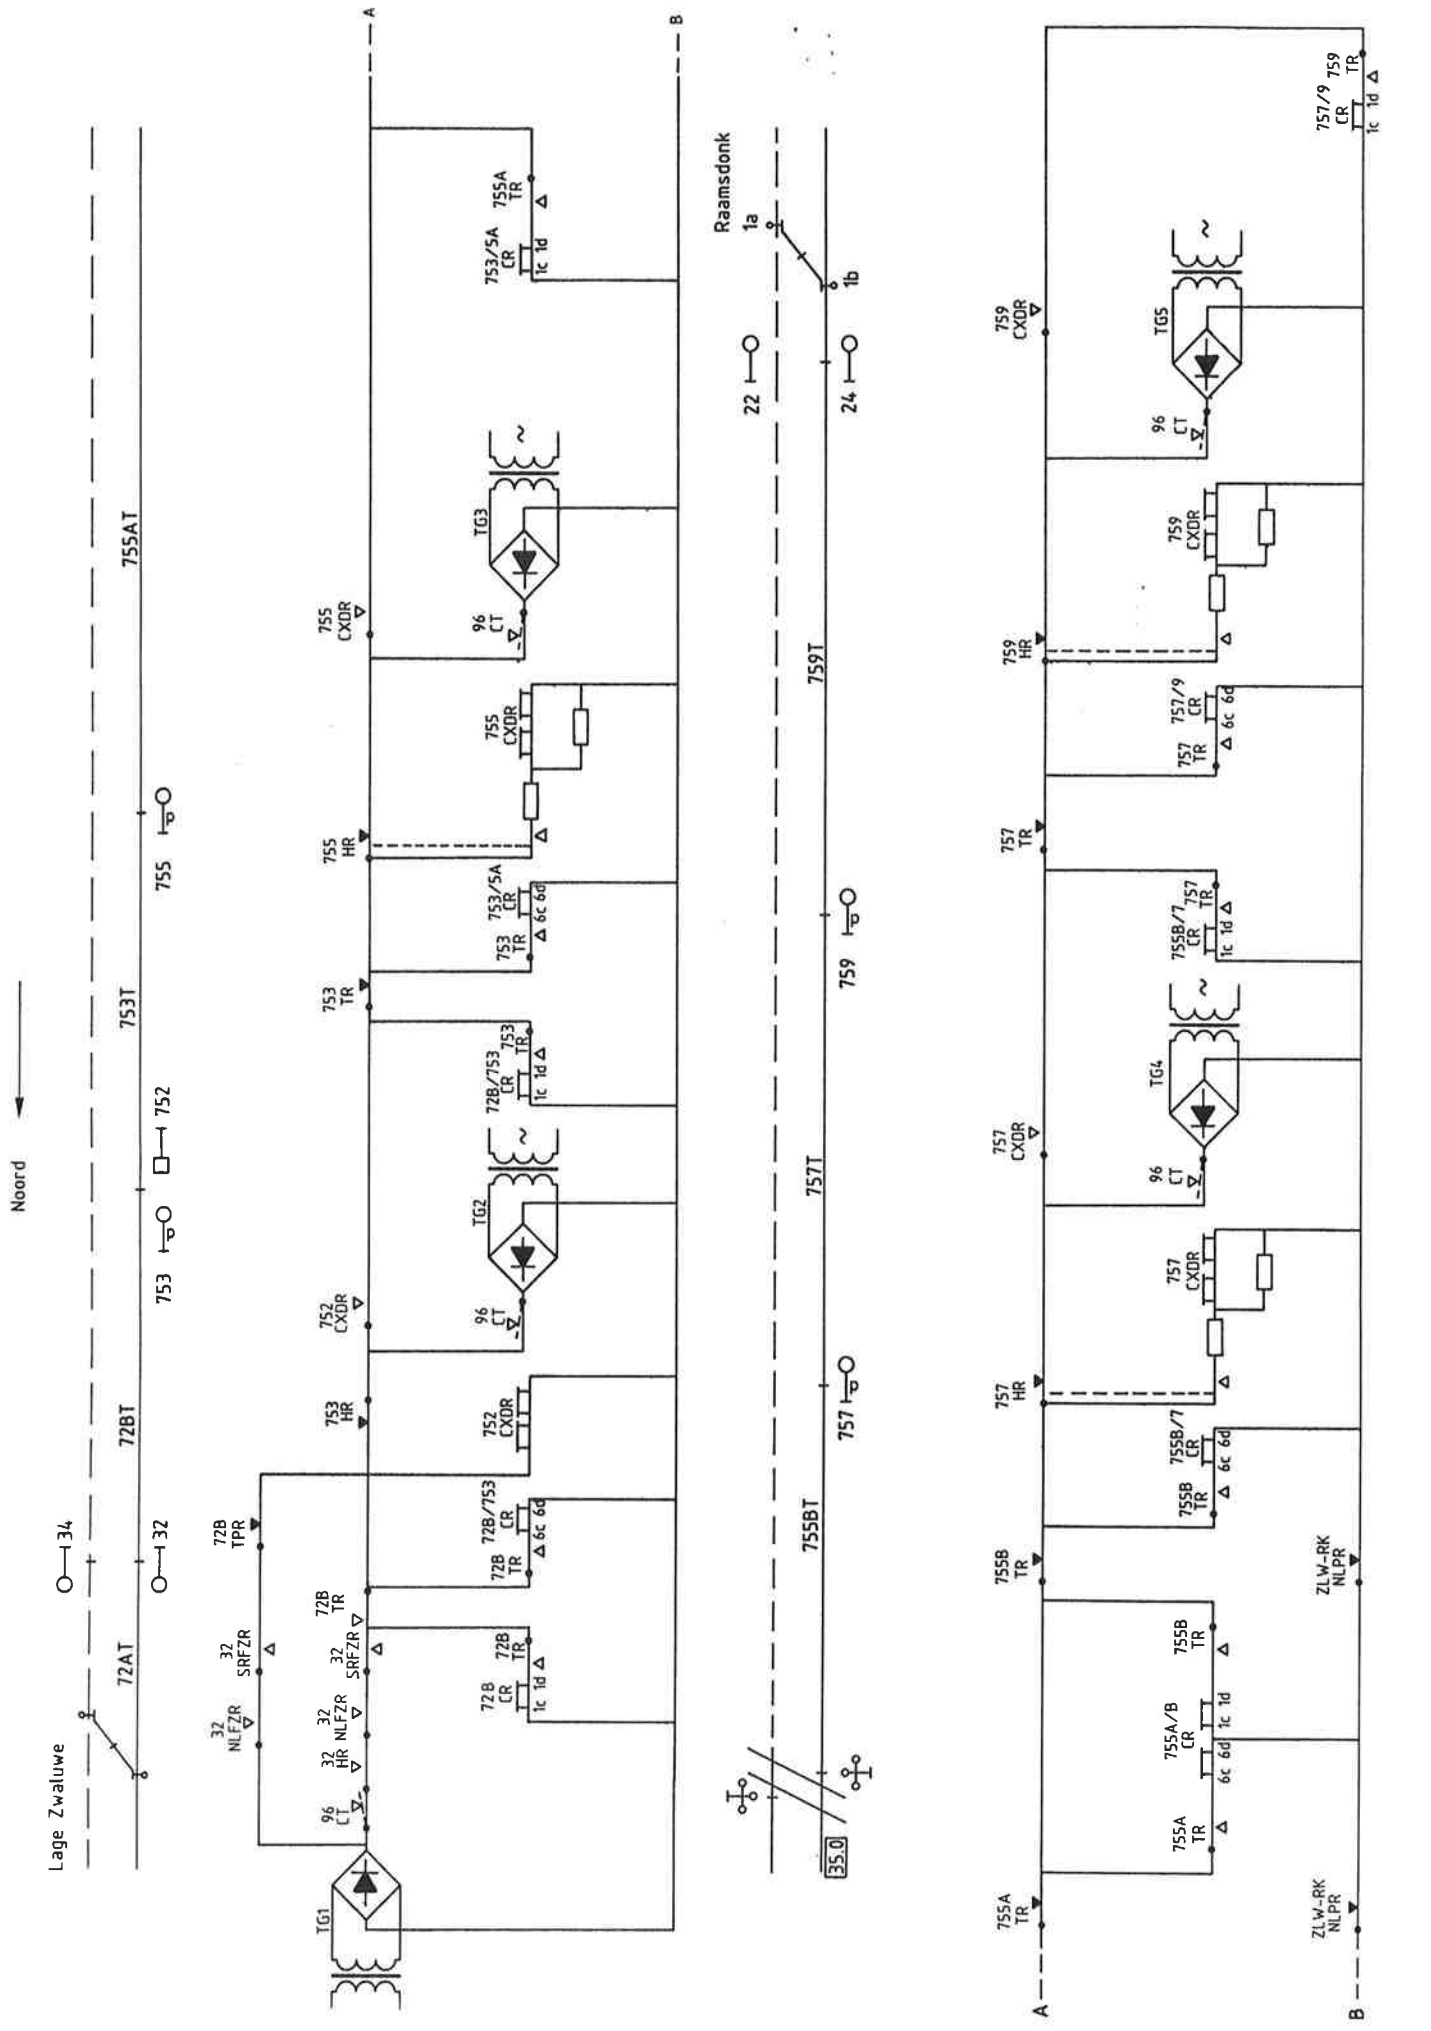 Noord
Lage Zwaluwe
34
72AT
72BT
753T
755AT
32
753
752
755
TG1
96
CT
32
NLFZR
32
SRFZR
72B
TPR
32
HR
32
NLFZR
32
SRFZR
72B
TR
72B
CR
1c 1d
72B
TR
72B
TR
72B/753
CR
6c 6d
753
HR
752
CXDR
752
CXDR
96
CT
TG2
~
72B/753
CR
1c 1d
753
TR
753
TR
753
TR
753/5A
CR
6c 6d
755
HR
755
CXDR
755
CXDR
96
CT
TG3
~
753/5A
CR
1c 1d
755A
TR
A
B
Raamsdonk
35.0
755BT
757T
759T
757
759
22
24
1a
1b
A
B
755A
TR
ZLW-RK
NLPR
755A
TR
755A/B
CR
6c 6d
1c 1d
755B
TR
755B
TR
ZLW-RK
NLPR
755B
TR
755B/7
CR
6c 6d
757
HR
757
CXDR
757
CXDR
96
CT
TG4
~
755B/7
CR
1c 1d
757
TR
757
TR
757
TR
757/9
CR
6c 6d
759
HR
759
CXDR
759
CXDR
96
CT
TG5
~
757/9
CR
1c 1d
759
TR